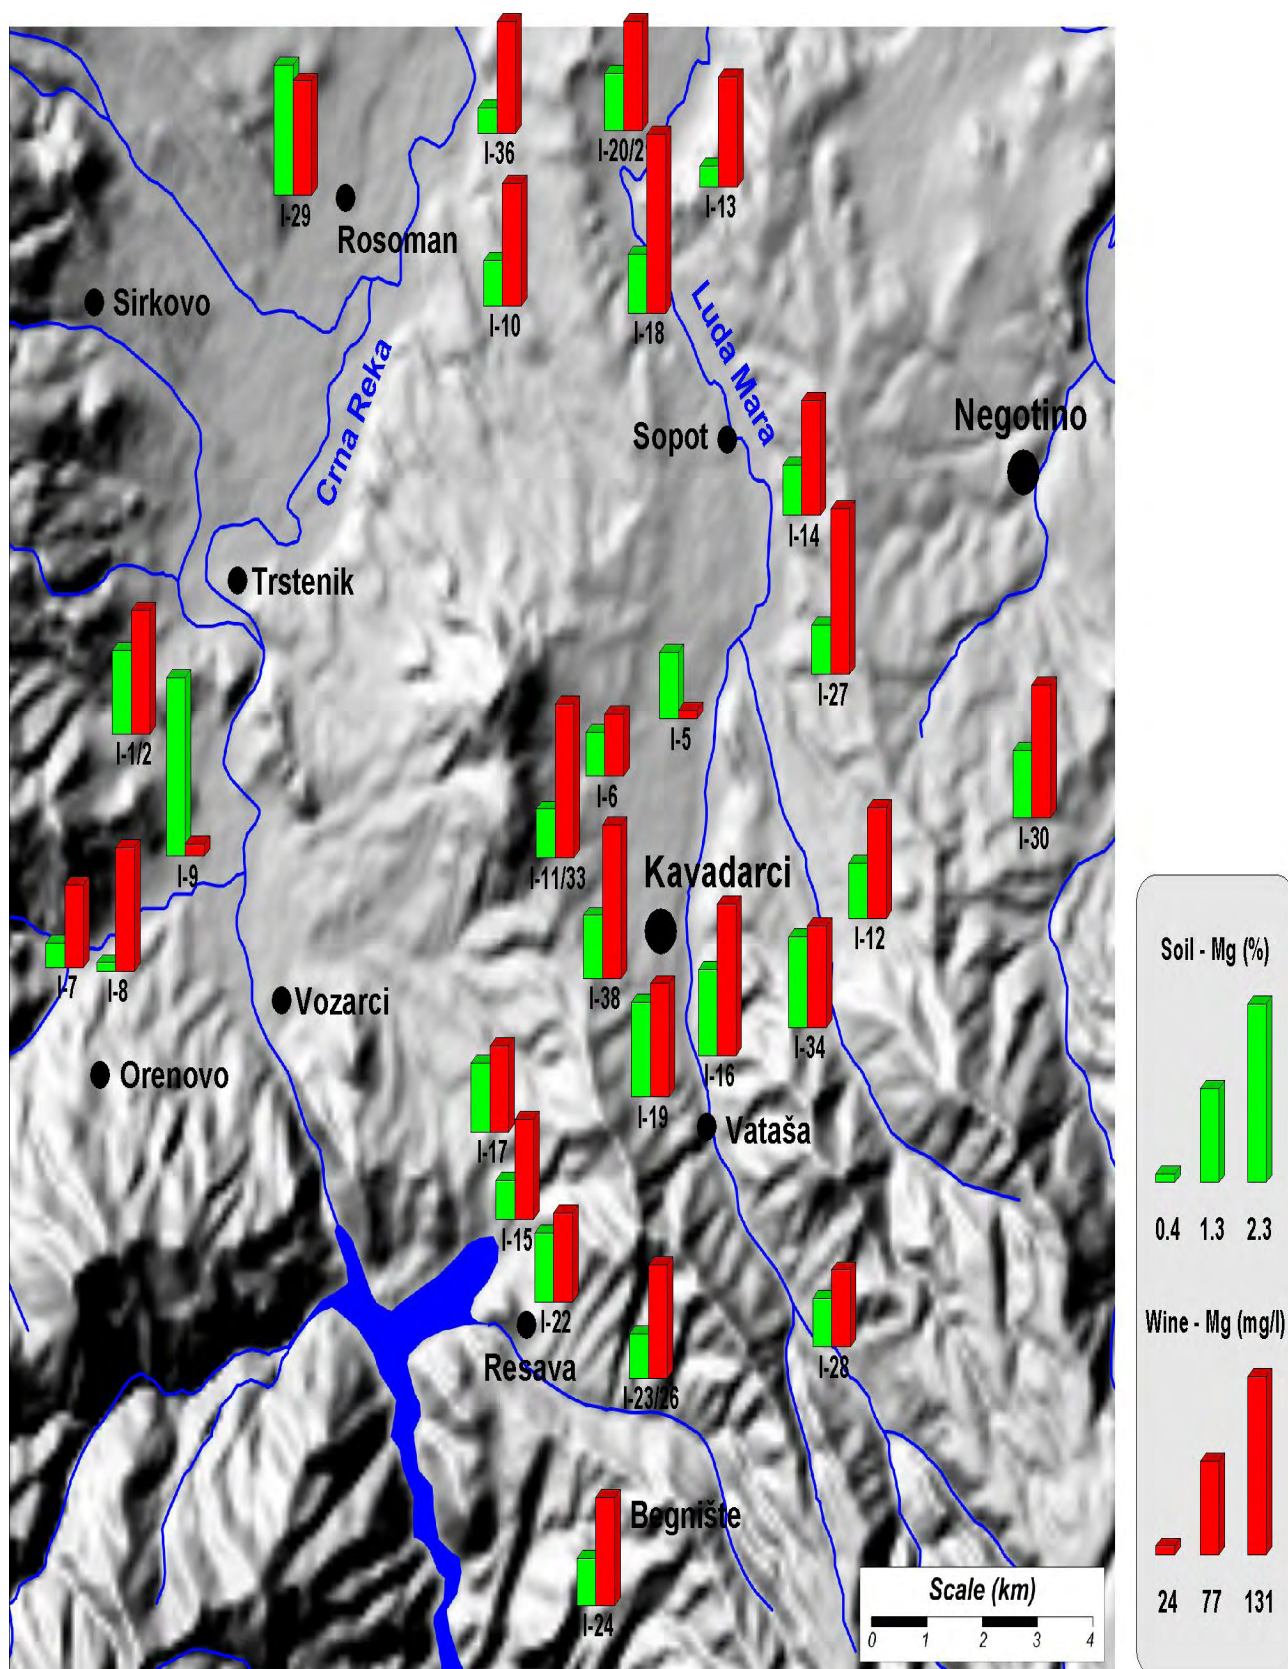 I-36
I-20/2
I-13
I-29
Rosoman
I-10
I-18
Sirkovo
Luda Mara
Crna Reka
Negotino
Sopot
I-14
Trstenik
I-27
I-5
I-1/2
I-6
I-30
I-9
I-11/33
Kavadarci
I-12
I-7
I-8
I-38
Vozarci
I-34
I-16
Orenovo
I-19
Vataša
I-17
I-15
I-22
Resava
I-28
I-23/26
Begnište
I-24
Scale (km)
0 1 2 3 4
Soil - Mg (%)
0.4 1.3 2.3
Wine - Mg (mg/l)
24 77 131